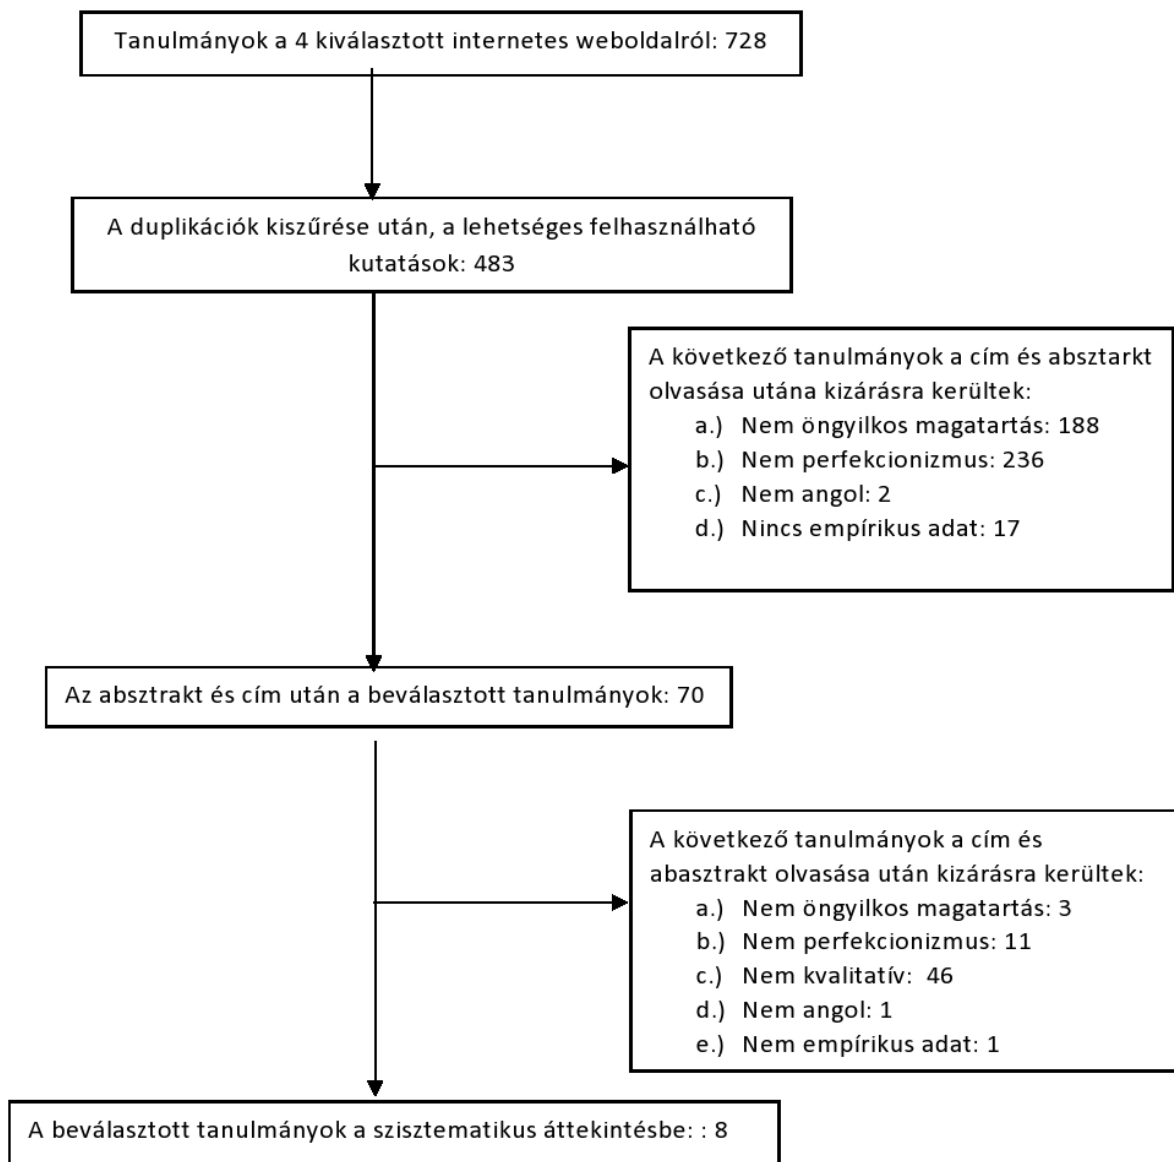 Tanulmányok a 4 kiválasztott internetes weboldalról: 728
A duplikációk kiszűrése után, a lehetséges felhasználható
kutatások: 483
A következő tanulmányok a cím és absztarkt
olvasása utána kizárásra kerültek:
a.) Nem öngyilkos magatartás: 188
b.) Nem perfekcionizmus: 236
c.) Nem angol: 2
d.) Nincs empírikus adat: 17
Az absztrakt és cím után a beválasztott tanulmányok: 70
A következő tanulmányok a cím és
abasztrakt olvasása után kizárásra kerültek:
a.) Nem öngyilkos magatartás: 3
b.) Nem perfekcionizmus: 11
c.) Nem kvalitatív: 46
d.) Nem angol: 1
e.) Nem empírikus adat: 1
A beválasztott tanulmányok a szisztematikus áttekintésbe: : 8